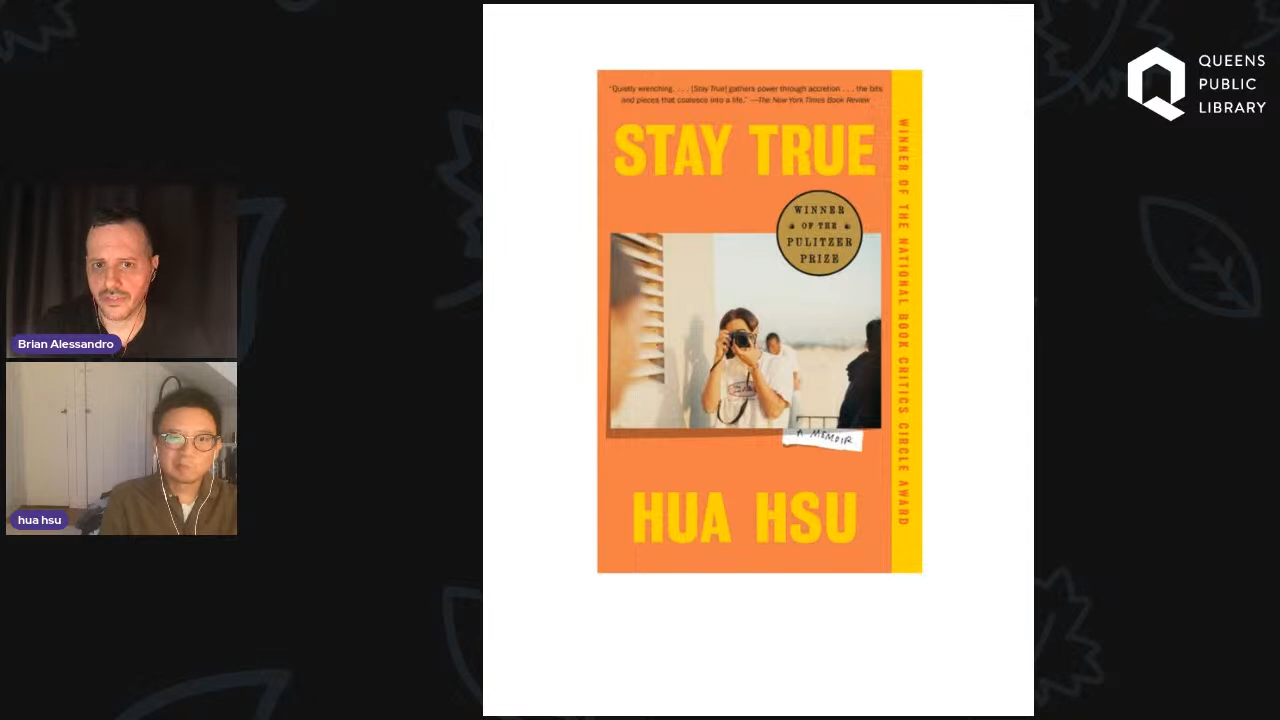 Brian Alessandro
hua hsu
"Quietly wrenching. . . . [Stay True] gathers power through accretion . . . the bits
and pieces that coalesce into a life." —The New York Times Book Review
STAY TRUE
WINNER
OF THE
PULITZER
PRIZE
A MEMOIR
HUA HSU
WINNER OF THE NATIONAL BOOK CRITICS CIRCLE AWARD
QUEENS
PUBLIC
LIBRARY